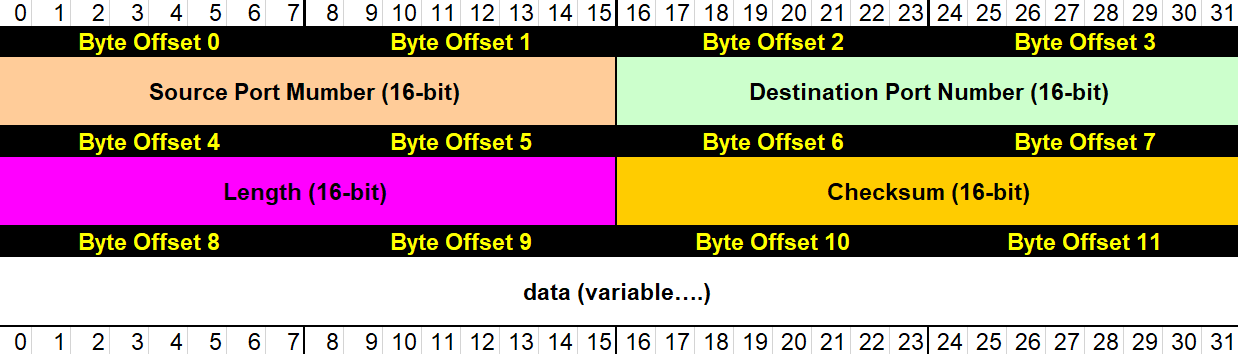 0 1 2 3 4 5 6 7 8 9 10 11 12 13 14 15 16 17 18 19 20 21 22 23 24 25 26 27 28 29 30 31
Byte Offset 0 Byte Offset 1 Byte Offset 2 Byte Offset 3
Source Port Mumber (16-bit) Destination Port Number (16-bit)
Byte Offset 4 Byte Offset 5 Byte Offset 6 Byte Offset 7
Length (16-bit) Checksum (16-bit)
Byte Offset 8 Byte Offset 9 Byte Offset 10 Byte Offset 11
data (variable….)
0 1 2 3 4 5 6 7 8 9 10 11 12 13 14 15 16 17 18 19 20 21 22 23 24 25 26 27 28 29 30 31